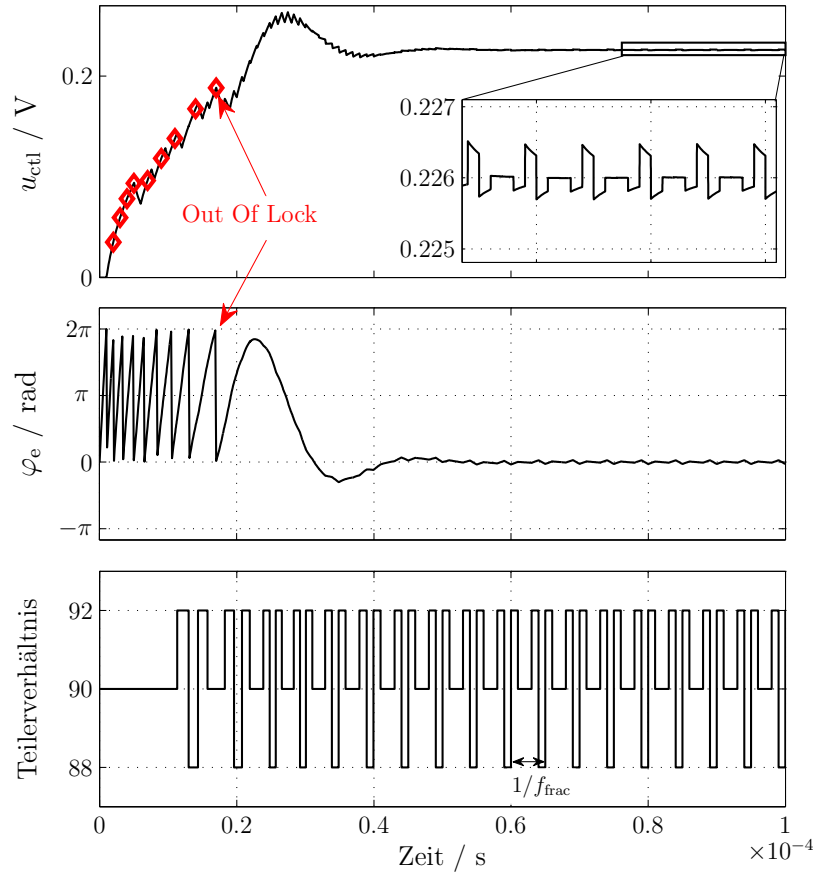 u_ctl / V
0.2
0
Out Of Lock
0.227
0.226
0.225
φ_e / rad
2π
π
0
−π
Teilerverhältnis
92
90
88
1/f_frac
0
0.2
0.4
0.6
0.8
1
×10⁻⁴
Zeit / s